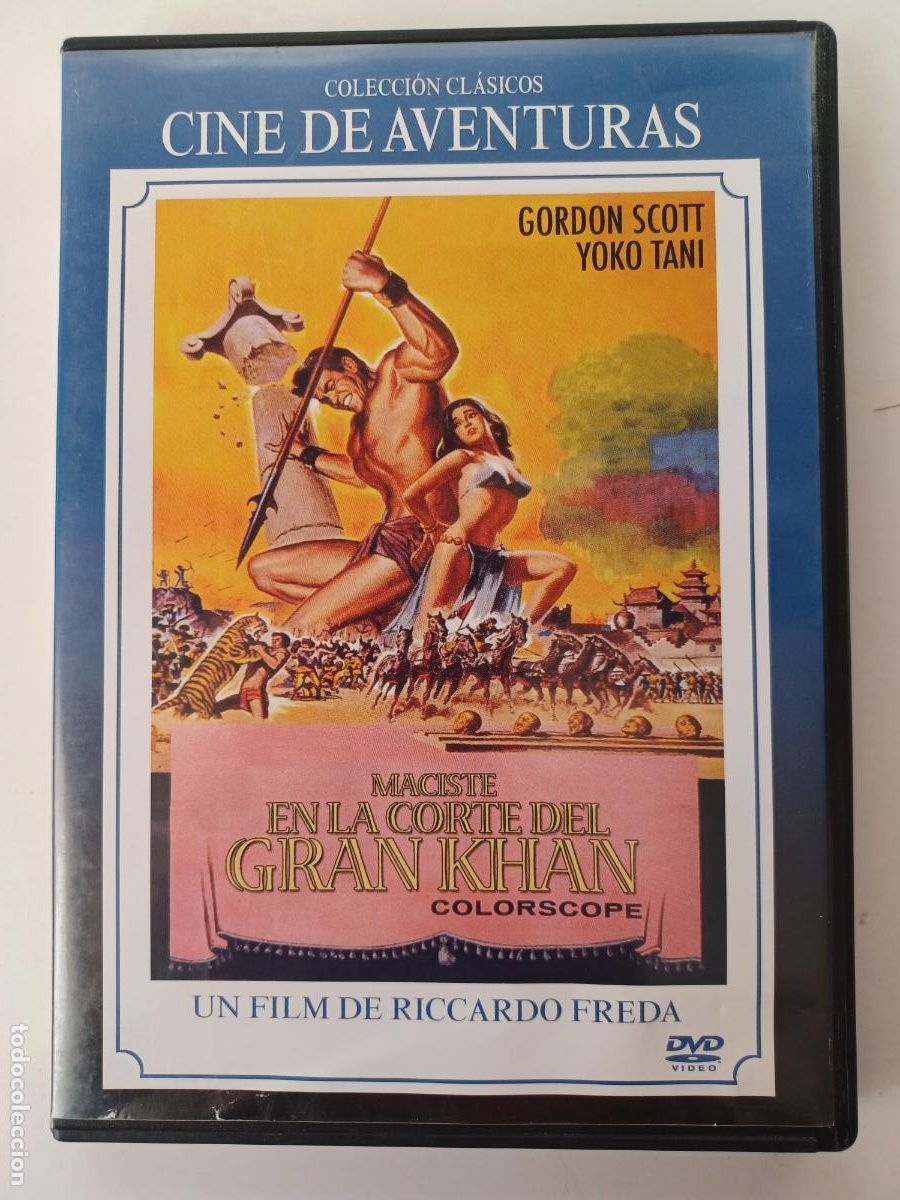 COLECCIÓN CLÁSICOS
CINE DE AVENTURAS
GORDON SCOTT
YOKO TANI
MACISTE
EN LA CORTE DEL
GRAN KHAN
COLORSCOPE
UN FILM DE RICCARDO FREDA
DVD
VIDEO
todocoleccion